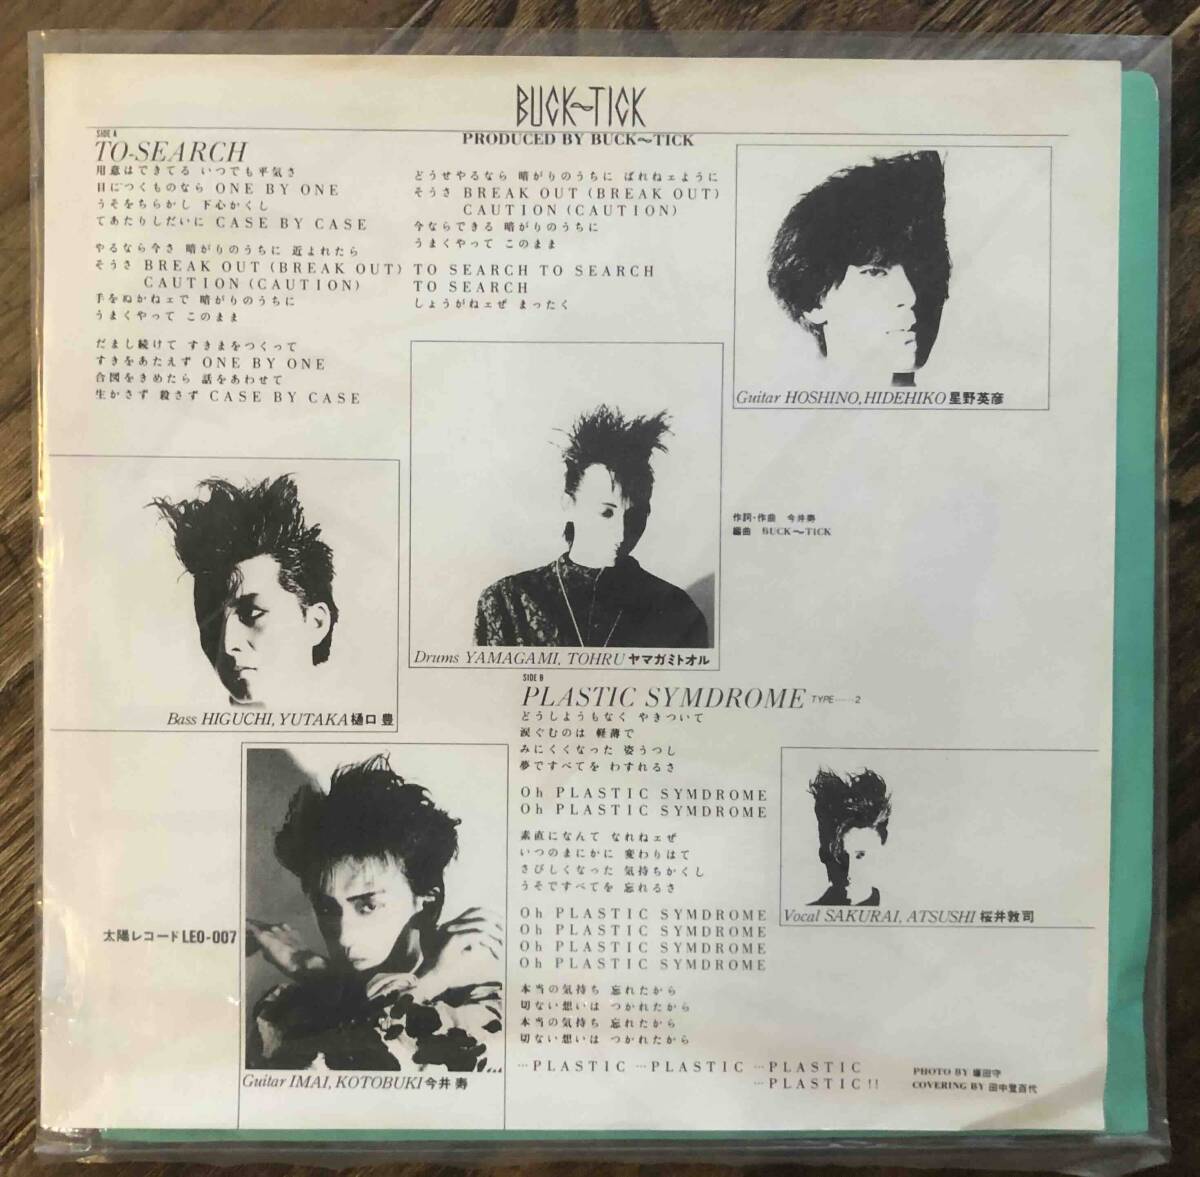 BUCK〜TICK
PRODUCED BY BUCK〜TICK
SIDE A
TO-SEARCH
用意はできてる いつでも平気さ
目につくものなら ONE BY ONE
うそをちらかし 下心かくし
てあたりしだいに CASE BY CASE
やるなら今さ 暗がりのうちに 近よれたら
そうさ BREAK OUT (BREAK OUT)
CAUTION (CAUTION)
手をぬかねェで 暗がりのうちに
うまくやって このまま
だまし続けて すきまをつくって
すきをあたえず ONE BY ONE
合図をきめたら 話をあわせて
生かさず 殺さず CASE BY CASE
どうせやるなら 暗がりのうちに ばれねェように
そうさ BREAK OUT (BREAK OUT)
CAUTION (CAUTION)
今ならできる 暗がりのうちに
うまくやって このまま
TO SEARCH TO SEARCH
TO SEARCH
しょうがねェぜ まったく
Guitar HOSHINO, HIDEHIKO 星野英彦
作詞・作曲 今井寿
編曲 BUCK〜TICK
Drums YAMAGAMI, TOHRU ヤマガミトオル
Bass HIGUCHI, YUTAKA 樋口 豊
SIDE B
PLASTIC SYMDROME TYPE……2
どうしようもなく やきついて
涙ぐむのは 軽薄で
みにくくなった 姿うつし
夢ですべてを わすれるさ
Oh PLASTIC SYMDROME
Oh PLASTIC SYMDROME
素直になんて なれねェぜ
いつのまにかに 変わりはて
さびしくなった 気持ちかくし
うそですべてを 忘れるさ
Oh PLASTIC SYMDROME
Oh PLASTIC SYMDROME
Oh PLASTIC SYMDROME
Oh PLASTIC SYMDROME
本当の気持ち 忘れたから
切ない想いは つかれたから
本当の気持ち 忘れたから
切ない想いは つかれたから
…PLASTIC …PLASTIC …PLASTIC
…PLASTIC!!
Vocal SAKURAI, ATSUSHI 桜井敦司
太陽レコード LEO-007
Guitar IMAI, KOTOBUKI 今井 寿
PHOTO BY 塚田守
COVERING BY 田中登百代